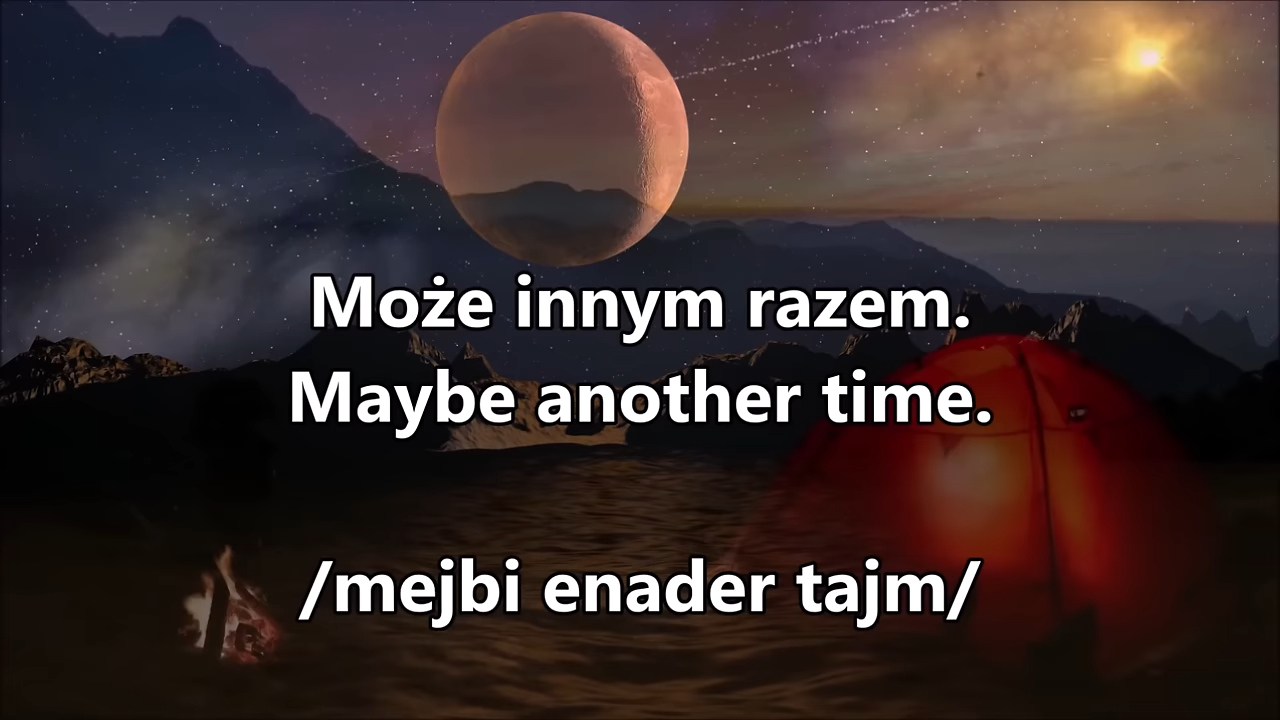 Może innym razem.
Maybe another time.
/mejbi enader tajm/